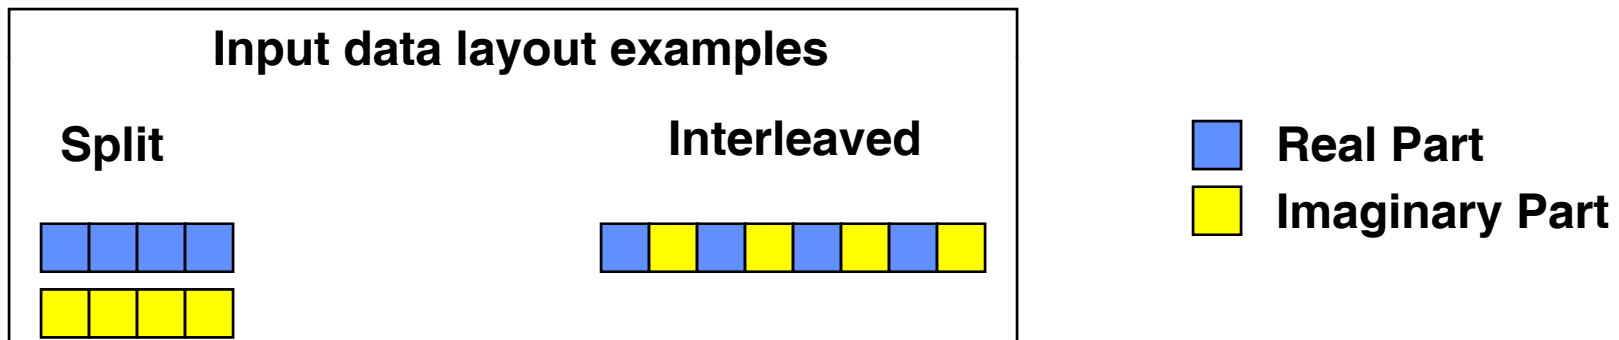 Input data layout examples
Split
Interleaved
Real Part
Imaginary Part